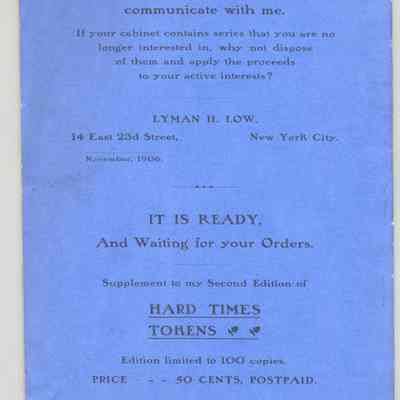 communicate with me.
If your cabinet contains series that you are no
longer interested in, why not dispose
of them and apply the proceeds
to your active interests?
LYMAN H. LOW.
14 East 23d Street, New York City.
November, 1906.
IT IS READY,
And Waiting for your Orders.
Supplement to my Second Edition of
HARD TIMES
TOKENS
Edition limited to 100 copies.
PRICE - - - 50 CENTS, POSTPAID.